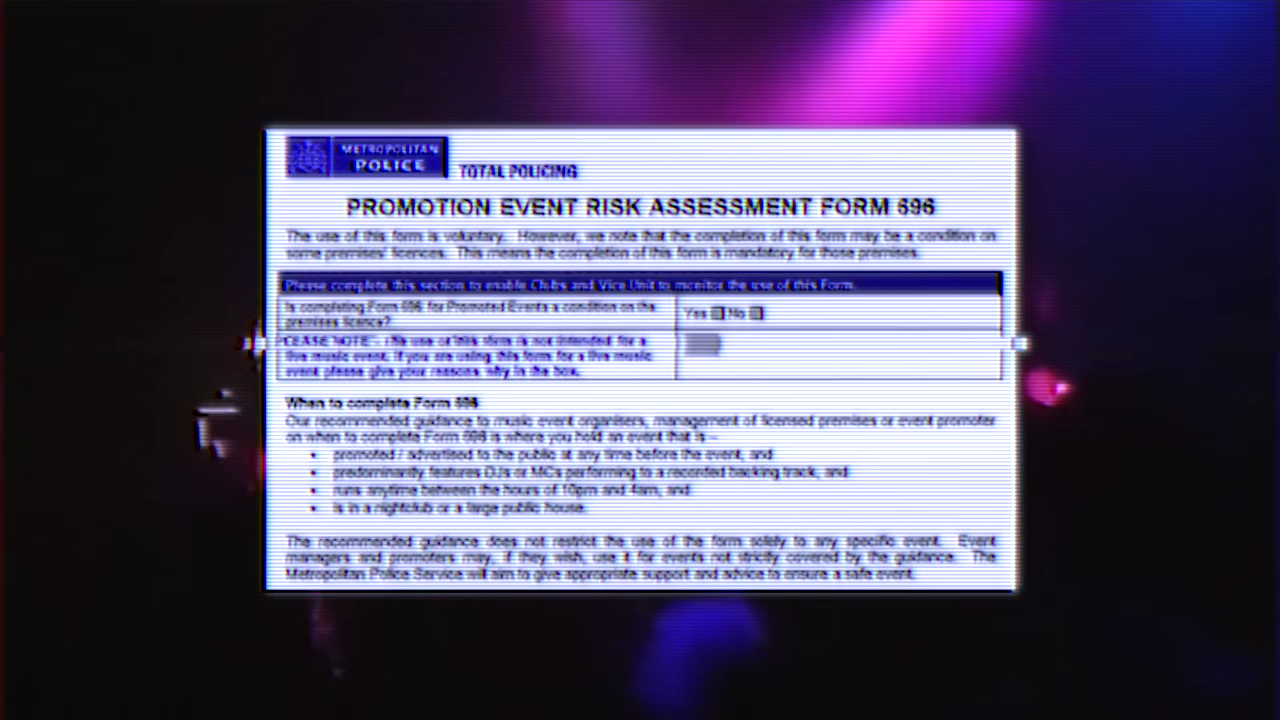 METROPOLITAN
POLICE
TOTAL POLICING
PROMOTION EVENT RISK ASSESSMENT FORM 696
The use of this form is voluntary. However, we note that the completion of this form may be a condition on
some premises' licences. This means the completion of this form is mandatory for those premises.
Please complete this section to enable Clubs and Vice Unit to monitor the use of this Form.
Is completing Form 696 for Promoted Events a condition on the
premises licence?
Yes No
PLEASE NOTE - The use of this form is not intended for a
live music event. If you are using this form for a live music
event please give your reasons why in the box.
When to complete Form 696
Our recommended guidance to music event organisers, management of licensed premises or event promoter
on when to complete Form 696 is where you hold an event that is –
• promoted / advertised to the public at any time before the event, and
• predominantly features DJs or MCs performing to a recorded backing track, and
• runs anytime between the hours of 10pm and 4am, and
• is in a nightclub or a large public house.
The recommended guidance does not restrict the use of the form solely to any specific event. Event
managers and promoters may, if they wish, use it for events not strictly covered by the guidance. The
Metropolitan Police Service will aim to give appropriate support and advice to ensure a safe event.